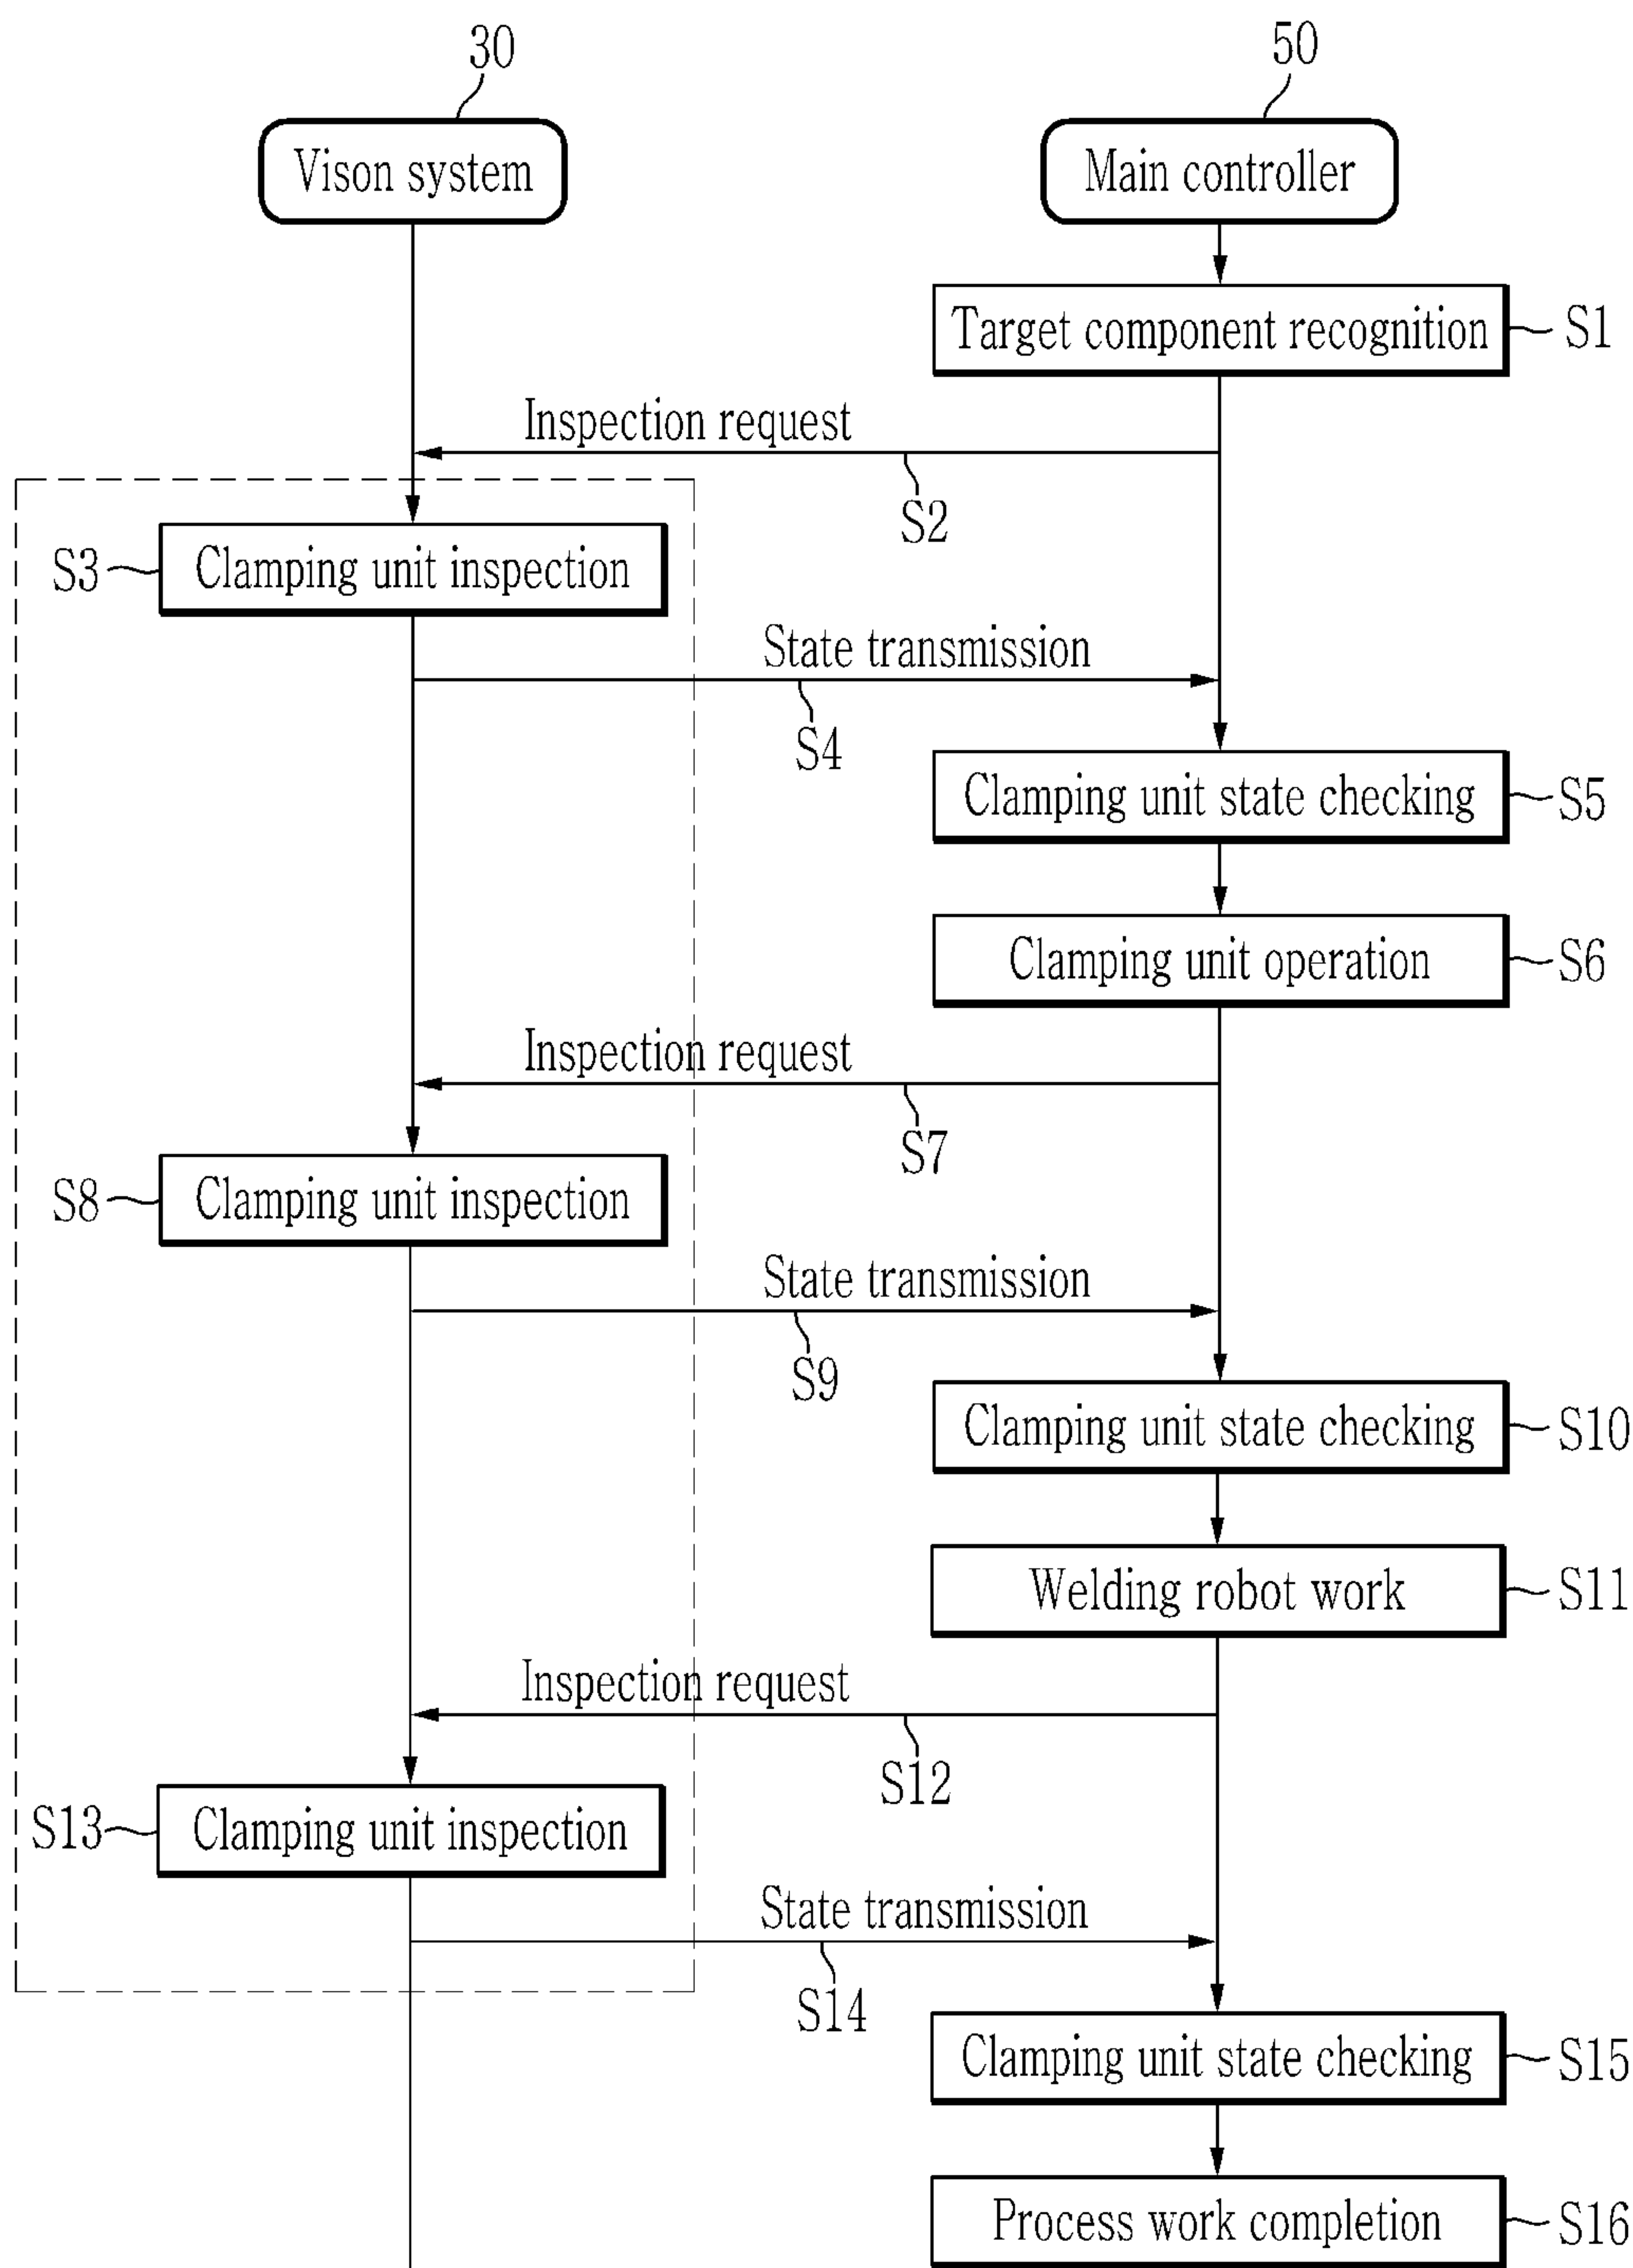 30
50
Vison system
Main controller
Target component recognition
S1
Inspection request
S2
S3
Clamping unit inspection
State transmission
S4
Clamping unit state checking
S5
Clamping unit operation
S6
Inspection request
S7
S8
Clamping unit inspection
State transmission
S9
Clamping unit state checking
S10
Welding robot work
S11
Inspection request
S12
S13
Clamping unit inspection
State transmission
S14
Clamping unit state checking
S15
Process work completion
S16